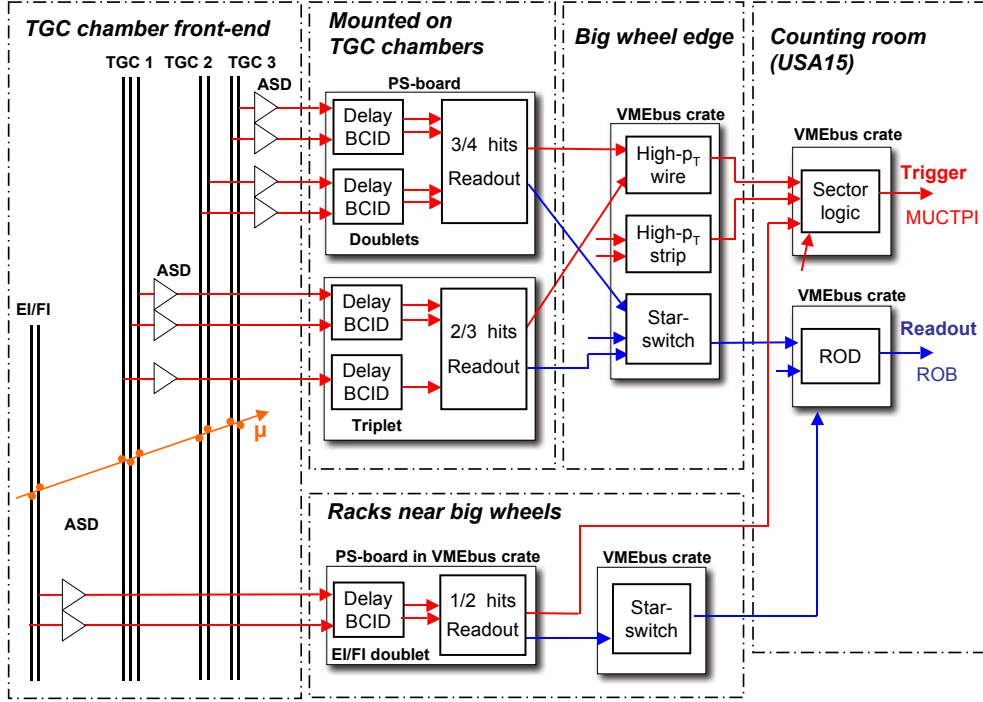 TGC chamber front-end
TGC 1
TGC 2
TGC 3
ASD
ASD
EI/FI
µ
ASD
Mounted on
TGC chambers
PS-board
Delay
BCID
Delay
BCID
3/4 hits
Readout
Doublets
Delay
BCID
Delay
BCID
2/3 hits
Readout
Triplet
Big wheel edge
VMEbus crate
High-pT
wire
High-pT
strip
Star-
switch
Counting room
(USA15)
VMEbus crate
Sector
logic
Trigger
MUCTPI
VMEbus crate
ROD
Readout
ROB
Racks near big wheels
PS-board in VMEbus crate
Delay
BCID
1/2 hits
Readout
EI/FI doublet
VMEbus crate
Star-
switch